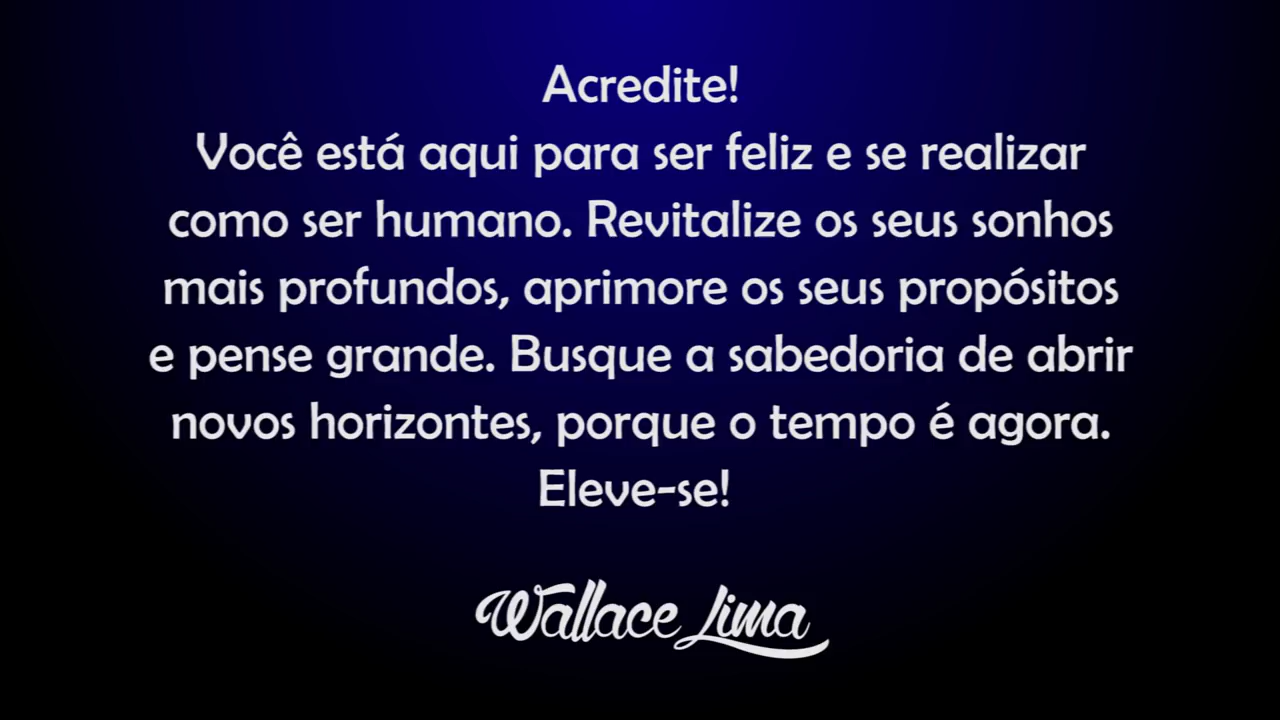 Acredite!
Você está aqui para ser feliz e se realizar
como ser humano. Revitalize os seus sonhos
mais profundos, aprimore os seus propósitos
e pense grande. Busque a sabedoria de abrir
novos horizontes, porque o tempo é agora.
Eleve-se!
Wallace Lima